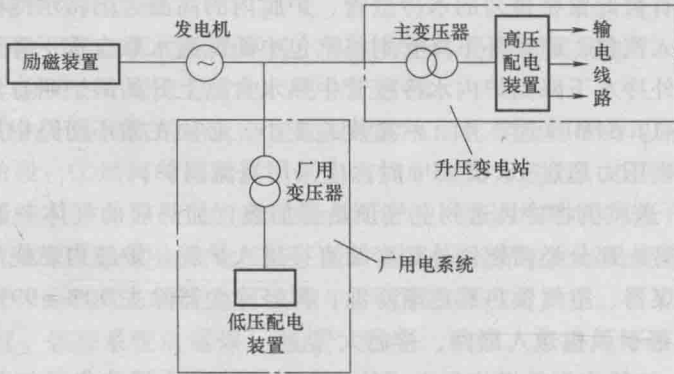 发电机
励磁装置
~
主变压器
高压
配电
装置
输
线
路
升压变电站
厂用
变压器
厂用电系统
低压配电
装置